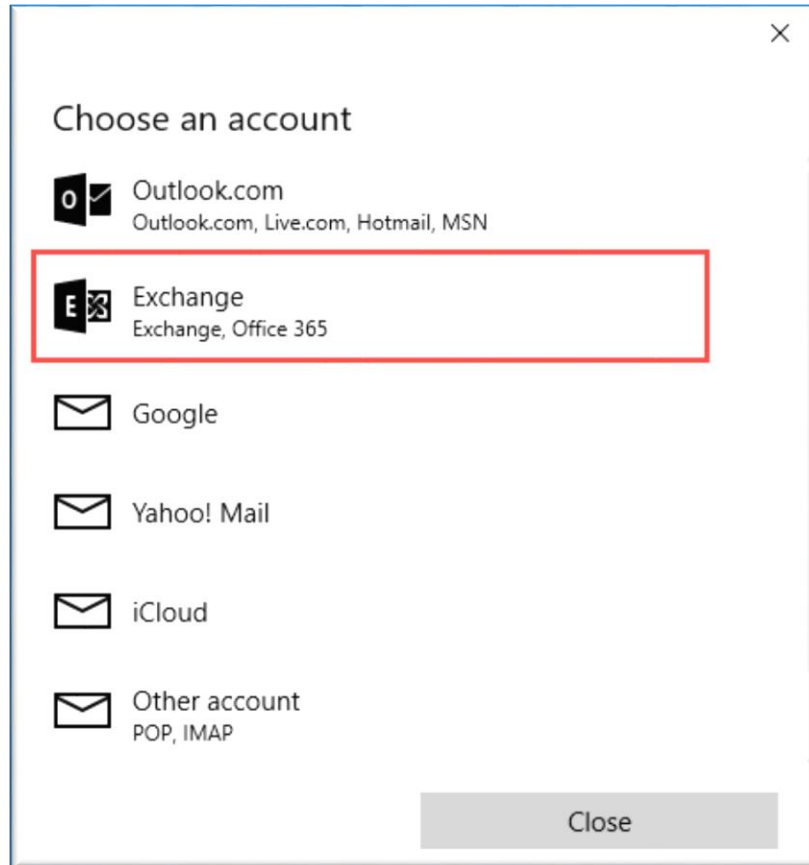 Choose an account
Outlook.com
Outlook.com, Live.com, Hotmail, MSN
Exchange
Exchange, Office 365
Google
Yahoo! Mail
iCloud
Other account
POP, IMAP
Close